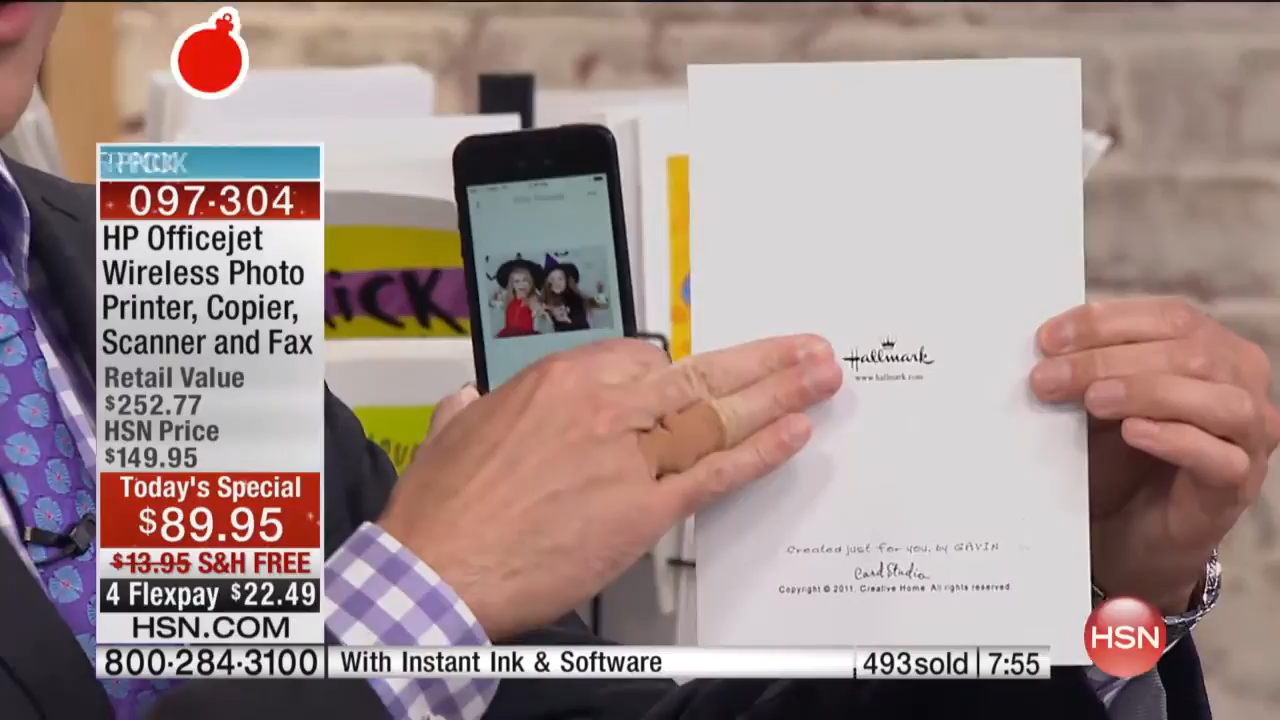 097-304
HP Officejet
Wireless Photo
Printer, Copier,
Scanner and Fax
Retail Value
$252.77
HSN Price
$149.95
Today's Special
$89.95
$13.95 S&H FREE
4 Flexpay $22.49
HSN.COM
800-284-3100
With Instant Ink & Software
493sold
7:55
HSN
Hallmark
www.hallmark.com
Created just for you, by GAVIN
Card Studio
Copyright © 2011, Creative Home All rights reserved.